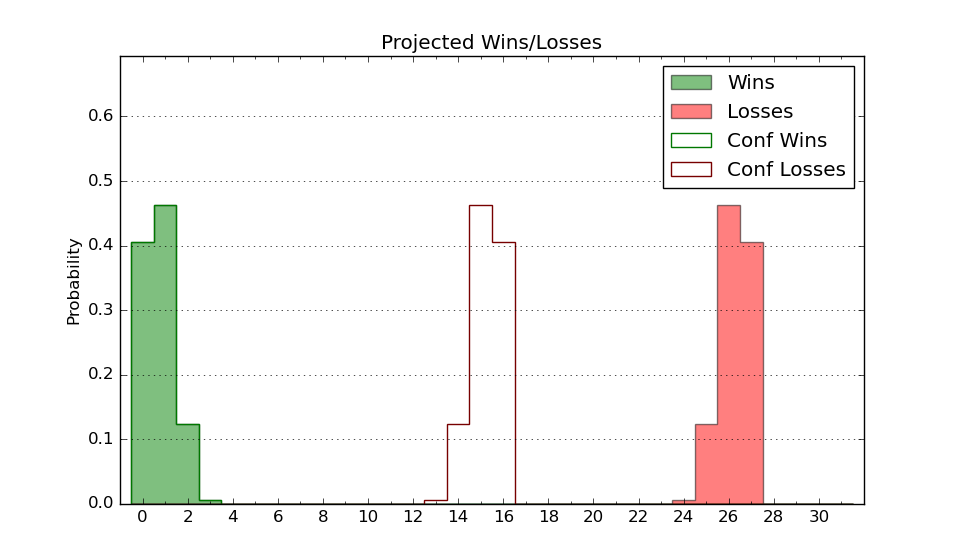 Projected Wins/Losses
Wins
Losses
Conf Wins
Conf Losses
Probability
0.6
0.5
0.4
0.3
0.2
0.1
0.0
0 2 4 6 8 10 12 14 16 18 20 22 24 26 28 30